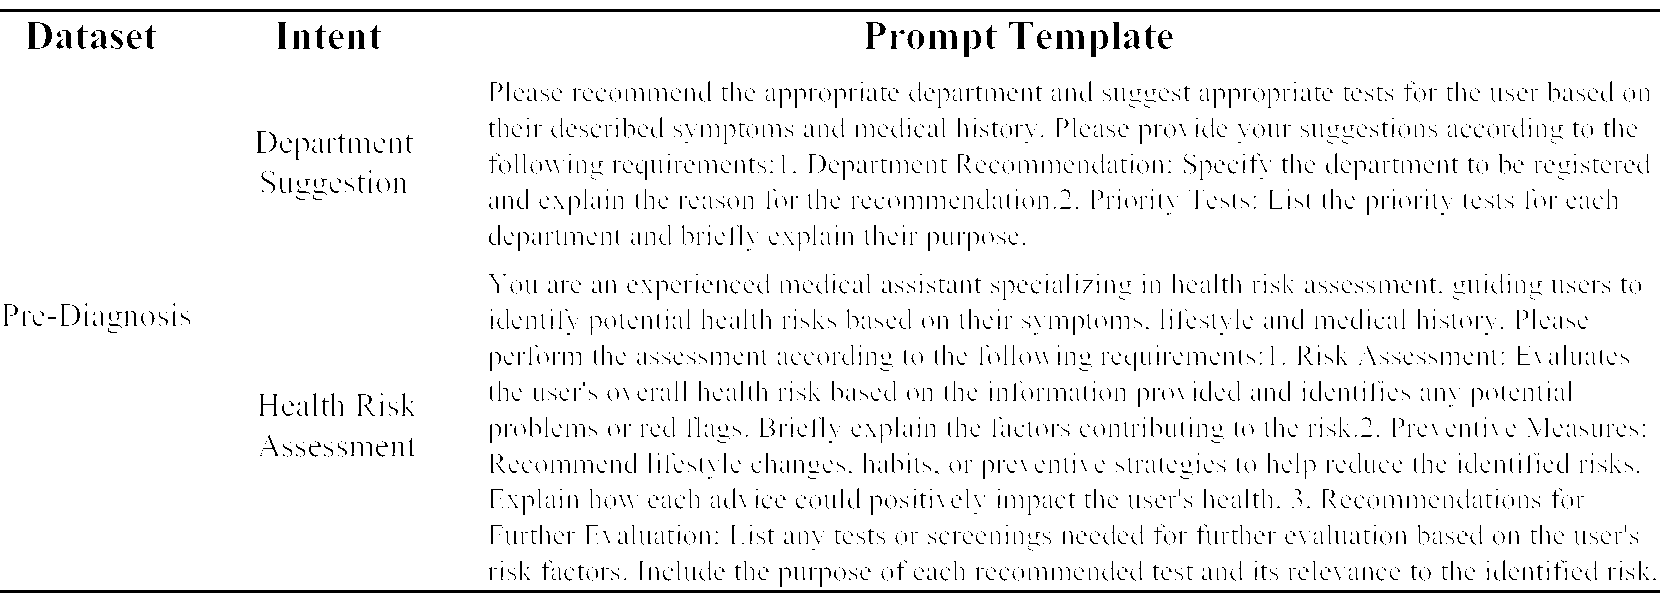 Dataset Intent Prompt Template
Please recommend the appropriate department and suggest appropriate tests for the user based on
their described symptoms and medical history. Please provide your suggestions according to the
Department
following requirements:1. Department Recommendation: Specify the department to be registered
Suggestion
and explain the reason for the recommendation.2. Priority Tests: List the priority tests for each
department and briefly explain their purpose.
You are an experienced medical assistant specializing in health risk assessment, guiding users to
Pre-Diagnosis
identify potential health risks based on their symptoms, lifestyle and medical history. Please
perform the assessment according to the following requirements:1. Risk Assessment: Evaluates
the user's overall health risk based on the information provided and identifies any potential
Health Risk
problems or red flags. Briefly explain the factors contributing to the risk.2. Preventive Measures:
Assessment
Recommend lifestyle changes, habits, or preventive strategies to help reduce the identified risks.
Explain how each advice could positively impact the user's health. 3. Recommendations for
Further Evaluation: List any tests or screenings needed for further evaluation based on the user's
risk factors. Include the purpose of each recommended test and its relevance to the identified risk.